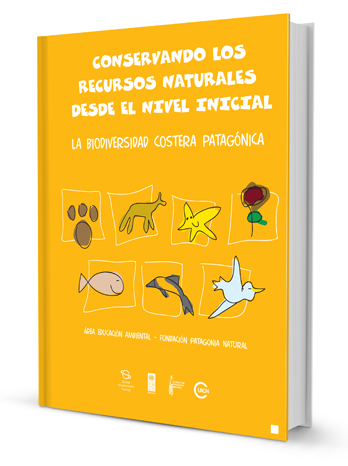 CONSERVANDO LOS
RECURSOS NATURALES
DESDE EL NIVEL INICIAL
LA BIODIVERSIDAD COSTERA PATAGÓNICA
ÁREA EDUCACIÓN AMBIENTAL - FUNDACIÓN PATAGONIA NATURAL